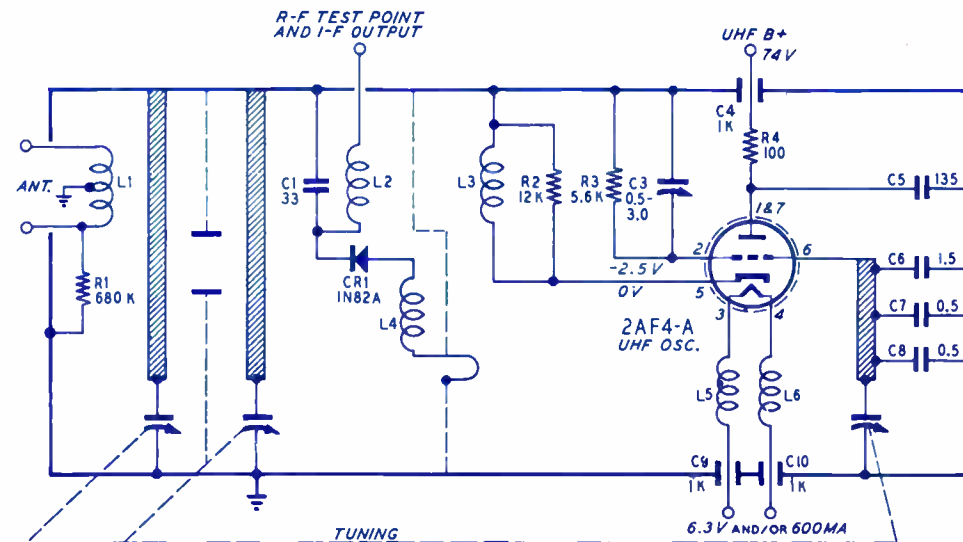 R-F TEST POINT
AND I-F OUTPUT
UHF B+
74V
C4
1K
R4
100
ANT.
L1
C1
33
L2
L3
R2
12K
R3
5.6K
C3
0.5-
3.0
C5
135
1&7
2
6
-2.5V
0V
5
3
4
C6
1.5
C7
0.5
C8
0.5
R1
680K
CR1
1N82A
L4
2AF4-A
UHF OSC.
L5
L6
C9
1K
C10
1K
6.3V AND/OR 600MA
TUNING